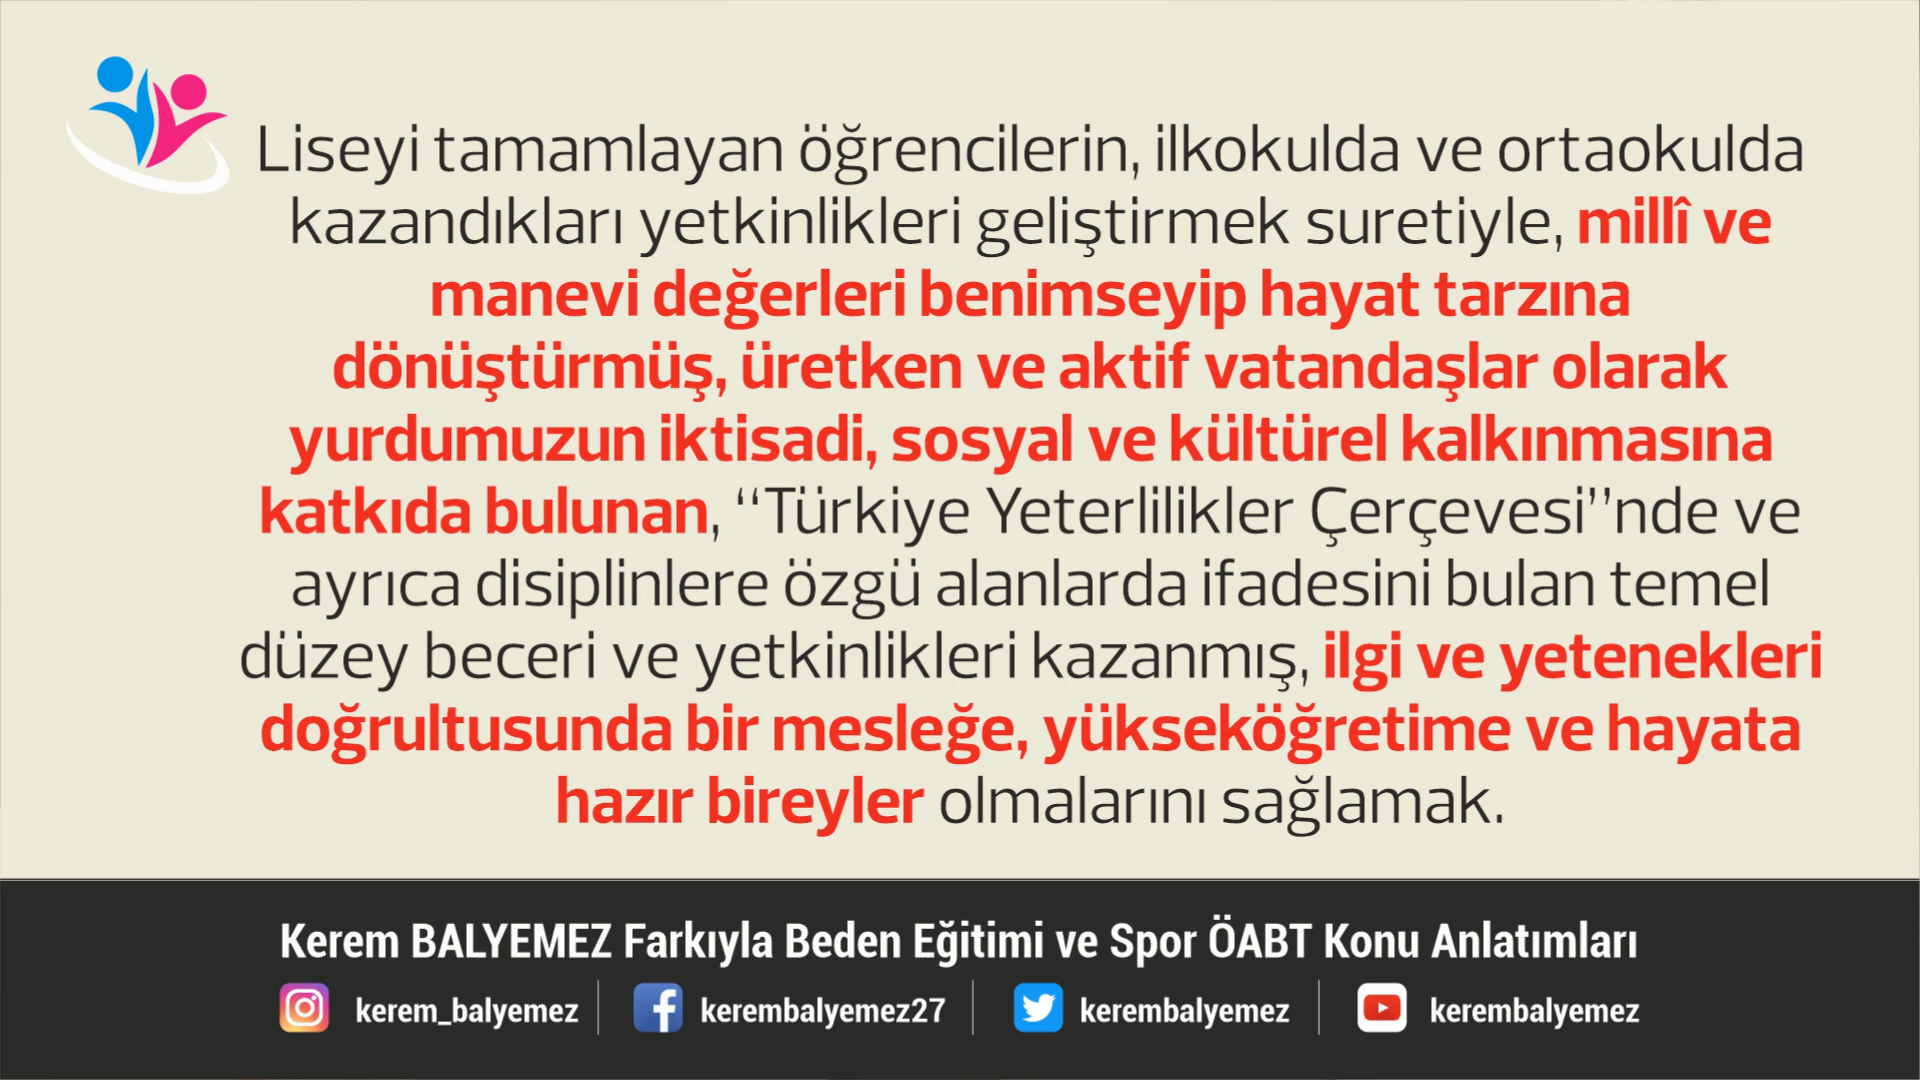 Liseyi tamamlayan öğrencilerin, ilkokulda ve ortaokulda
kazandıkları yetkinlikleri geliştirmek suretiyle, millî ve
manevi değerleri benimseyip hayat tarzına
dönüştürmüş, üretken ve aktif vatandaşlar olarak
yurdumuzun iktisadi, sosyal ve kültürel kalkınmasına
katkıda bulunan, “Türkiye Yeterlilikler Çerçevesi”nde ve
ayrıca disiplinlere özgü alanlarda ifadesini bulan temel
düzey beceri ve yetkinlikleri kazanmış, ilgi ve yetenekleri
doğrultusunda bir mesleğe, yükseköğretime ve hayata
hazır bireyler olmalarını sağlamak.
Kerem BALYEMEZ Farkıyla Beden Eğitimi ve Spor ÖABT Konu Anlatımları
kerem_balyemez kerembalyemez27 kerembalyemez kerembalyemez